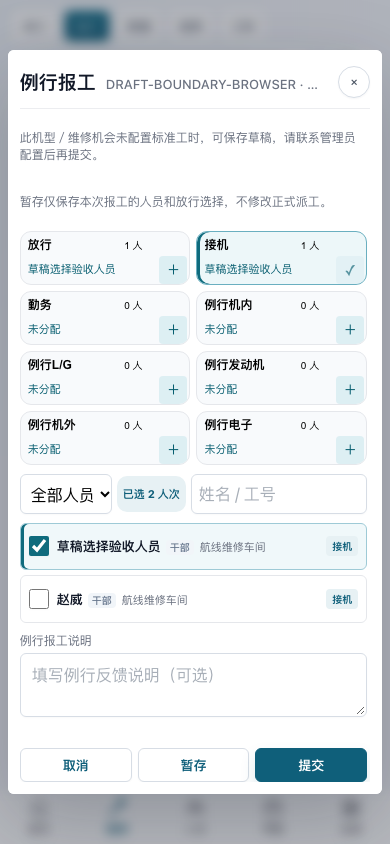 例行报工 DRAFT-BOUNDARY-BROWSER · ...
×
此机型 / 维修机会未配置标准工时，可保存草稿，请联系管理员
配置后再提交。
暂存仅保存本次报工的人员和放行选择，不修改正式派工。
放行 1 人
草稿选择验收人员 +
接机 1 人
草稿选择验收人员 ✓
勤务 0 人
未分配 +
例行机内 0 人
未分配 +
例行L/G 0 人
未分配 +
例行发动机 0 人
未分配 +
例行机外 0 人
未分配 +
例行电子 0 人
未分配 +
全部人员 已选 2 人次 姓名 / 工号
草稿选择验收人员 干部 航线维修车间 接机
赵威 干部 航线维修车间 接机
例行报工说明
填写例行反馈说明（可选）
取消 暂存 提交